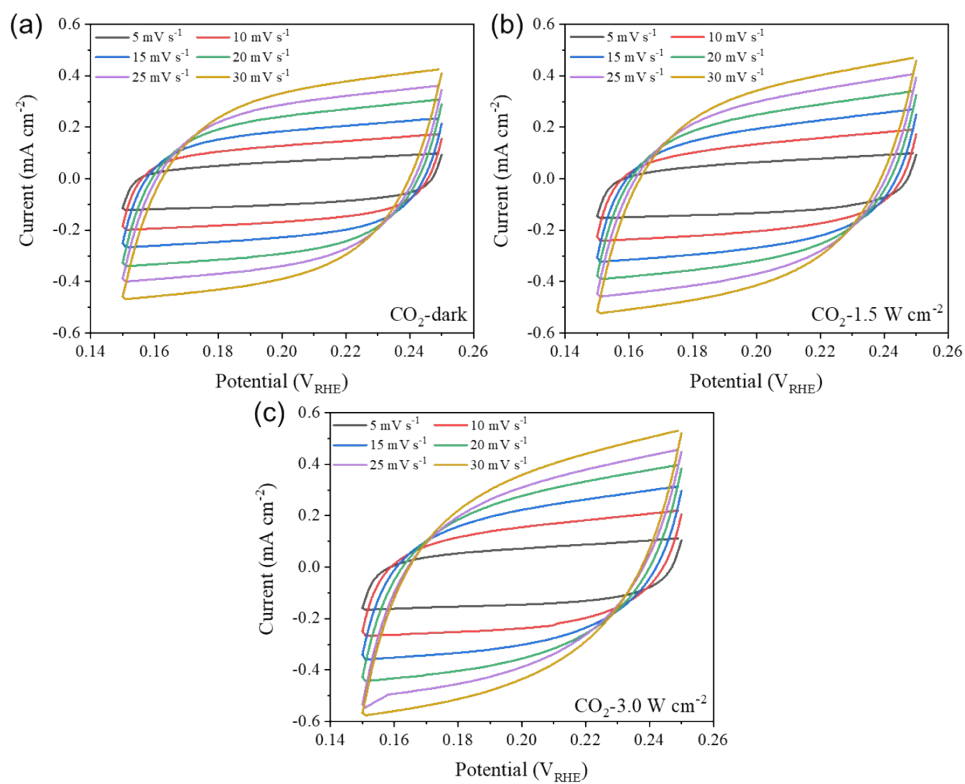 (a)
5 mV s⁻¹ 10 mV s⁻¹
15 mV s⁻¹ 20 mV s⁻¹
25 mV s⁻¹ 30 mV s⁻¹
0.6
0.4
0.2
0.0
-0.2
-0.4
-0.6
Current (mA cm⁻²)
CO₂-dark
0.14 0.16 0.18 0.20 0.22 0.24 0.26
Potential (V_RHE)
(b)
5 mV s⁻¹ 10 mV s⁻¹
15 mV s⁻¹ 20 mV s⁻¹
25 mV s⁻¹ 30 mV s⁻¹
0.6
0.4
0.2
0.0
-0.2
-0.4
-0.6
Current (mA cm⁻²)
CO₂-1.5 W cm⁻²
0.14 0.16 0.18 0.20 0.22 0.24 0.26
Potential (V_RHE)
(c)
5 mV s⁻¹ 10 mV s⁻¹
15 mV s⁻¹ 20 mV s⁻¹
25 mV s⁻¹ 30 mV s⁻¹
0.6
0.4
0.2
0.0
-0.2
-0.4
-0.6
Current (mA cm⁻²)
CO₂-3.0 W cm⁻²
0.14 0.16 0.18 0.20 0.22 0.24 0.26
Potential (V_RHE)